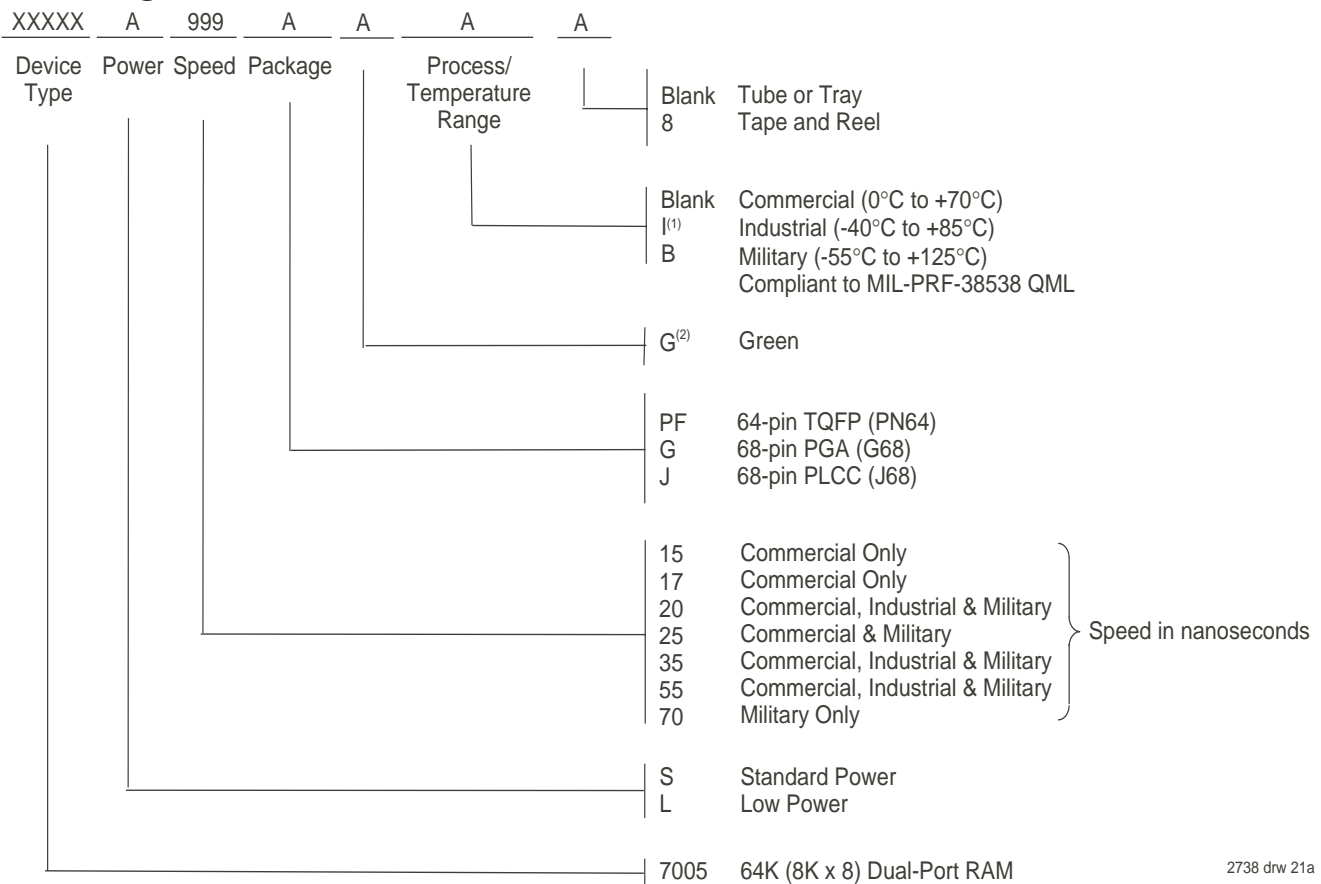 XXXXX A 999 A A A A
Device Type Power Speed Package Process/ Temperature Range
Blank Tube or Tray
8 Tape and Reel
Blank Commercial (0°C to +70°C)
I(1) Industrial (-40°C to +85°C)
B Military (-55°C to +125°C)
Compliant to MIL-PRF-38538 QML
G(2) Green
PF 64-pin TQFP (PN64)
G 68-pin PGA (G68)
J 68-pin PLCC (J68)
15 Commercial Only
17 Commercial Only
20 Commercial, Industrial & Military
25 Commercial & Military
35 Commercial, Industrial & Military
55 Commercial, Industrial & Military
70 Military Only
Speed in nanoseconds
S Standard Power
L Low Power
7005 64K (8K x 8) Dual-Port RAM
2738 drw 21a